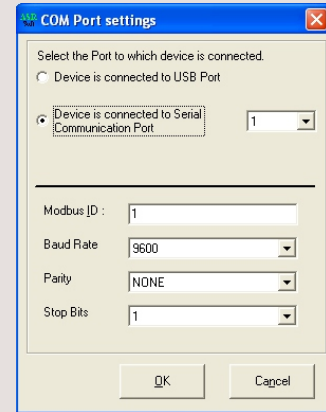 COM Port settings
Select the Port to which device is connected.
Device is connected to USB Port
Device is connected to Serial
Communication Port
1
Modbus ID :
1
Baud Rate
9600
Parity
NONE
Stop Bits
1
OK
Cancel